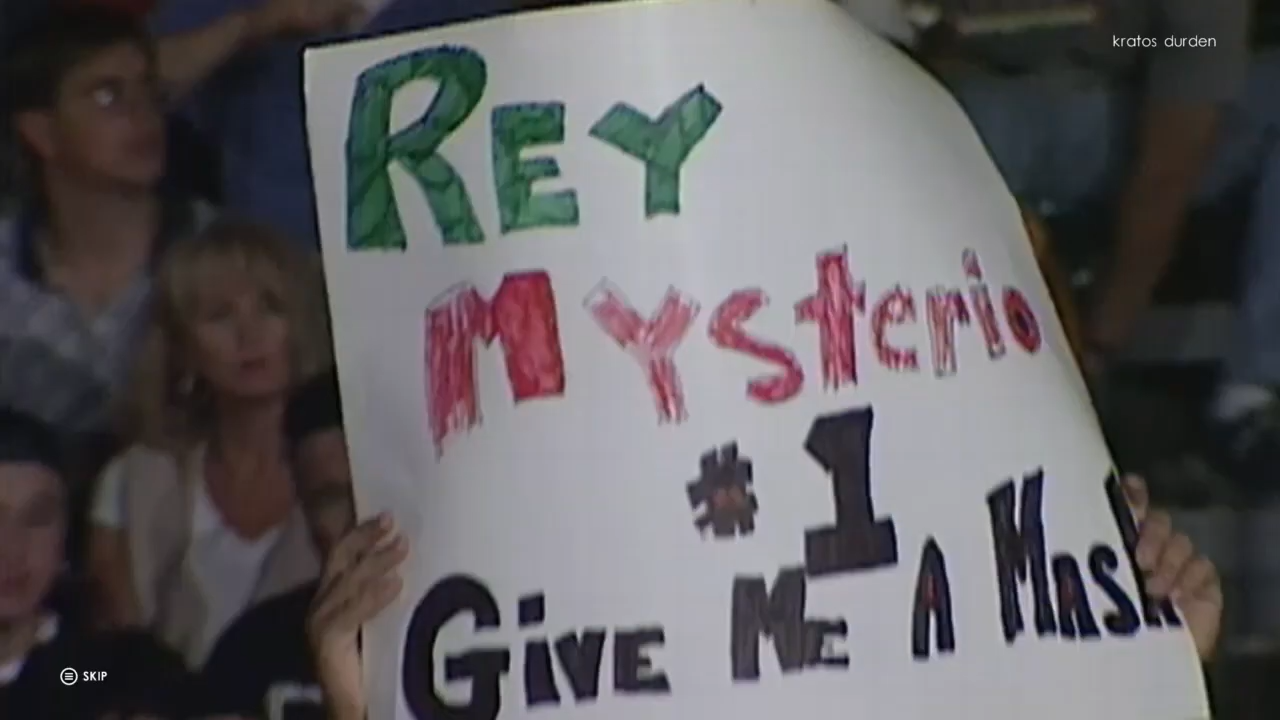 kratos durden
REY
MYsterio
#1
GIVE ME A MASK
SKIP